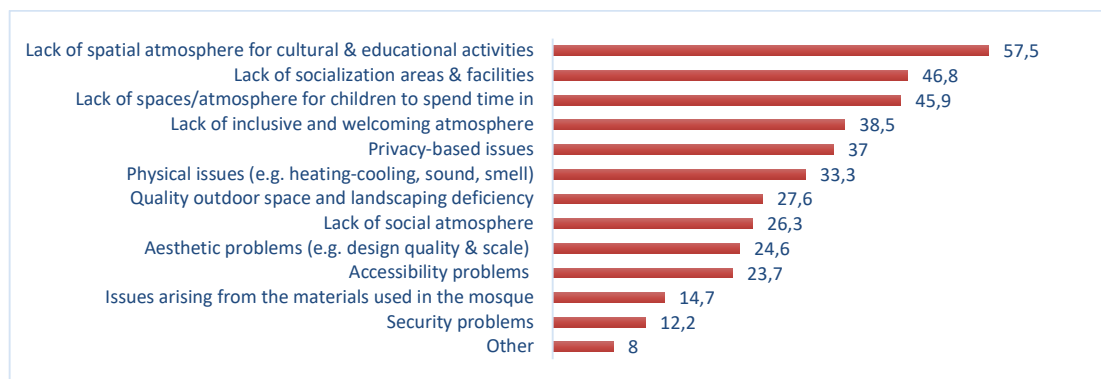 Lack of spatial atmosphere for cultural & educational activities 57,5
Lack of socialization areas & facilities 46,8
Lack of spaces/atmosphere for children to spend time in 45,9
Lack of inclusive and welcoming atmosphere 38,5
Privacy-based issues 37
Physical issues (e.g. heating-cooling, sound, smell) 33,3
Quality outdoor space and landscaping deficiency 27,6
Lack of social atmosphere 26,3
Aesthetic problems (e.g. design quality & scale) 24,6
Accessibility problems 23,7
Issues arising from the materials used in the mosque 14,7
Security problems 12,2
Other 8